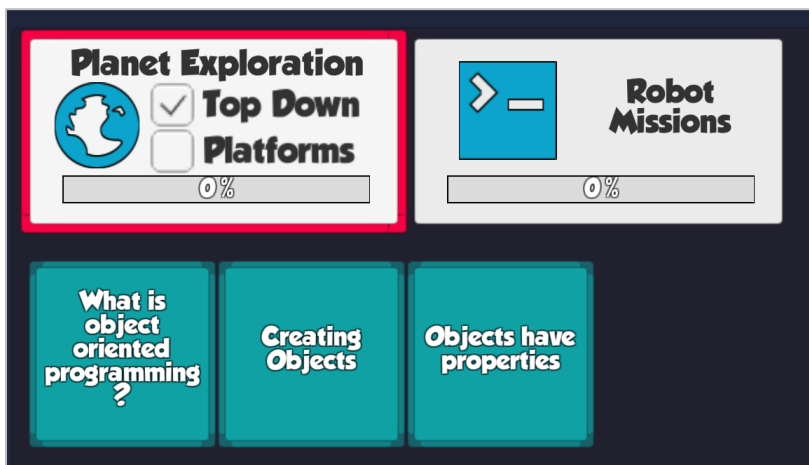 Planet Exploration
Top Down
Platforms
0%
>_
Robot
Missions
0%
What is
object
oriented
programming
?
Creating
Objects
Objects have
properties